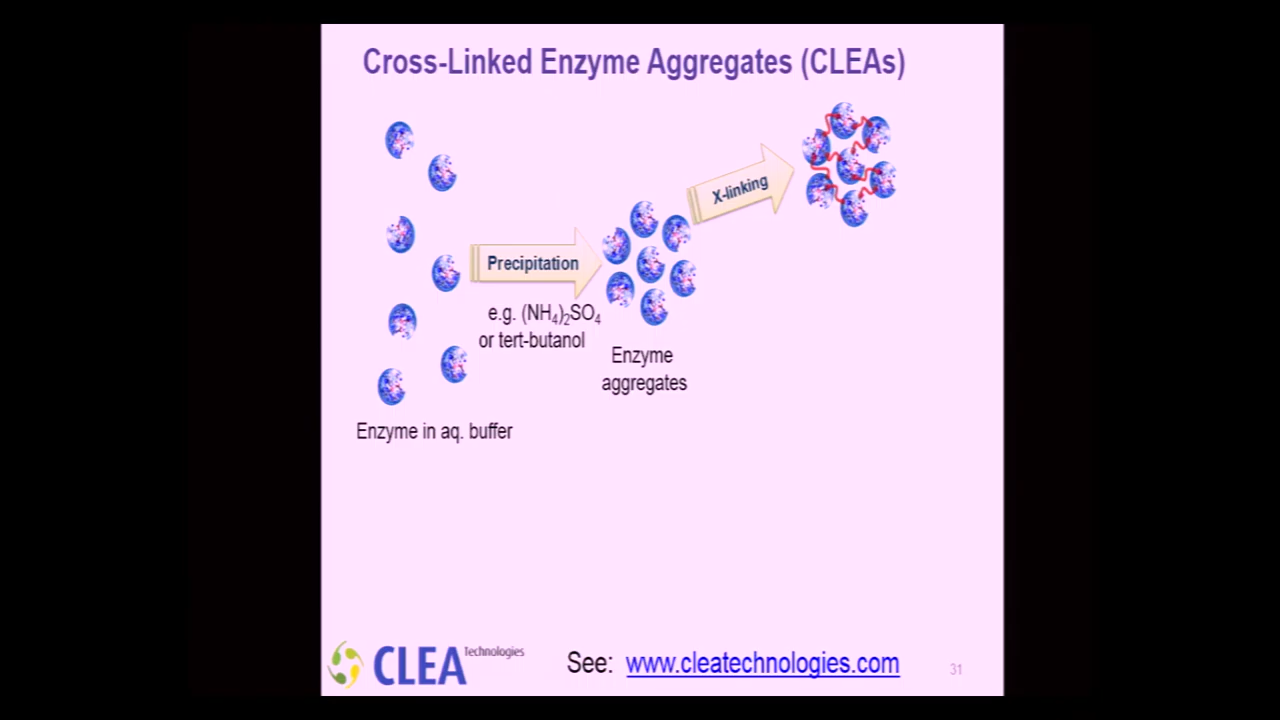 Cross-Linked Enzyme Aggregates (CLEAs)
X-linking
Precipitation
e.g. (NH₄)₂SO₄
or tert-butanol
Enzyme
aggregates
Enzyme in aq. buffer
CLEA Technologies
See: www.cleatechnologies.com
31